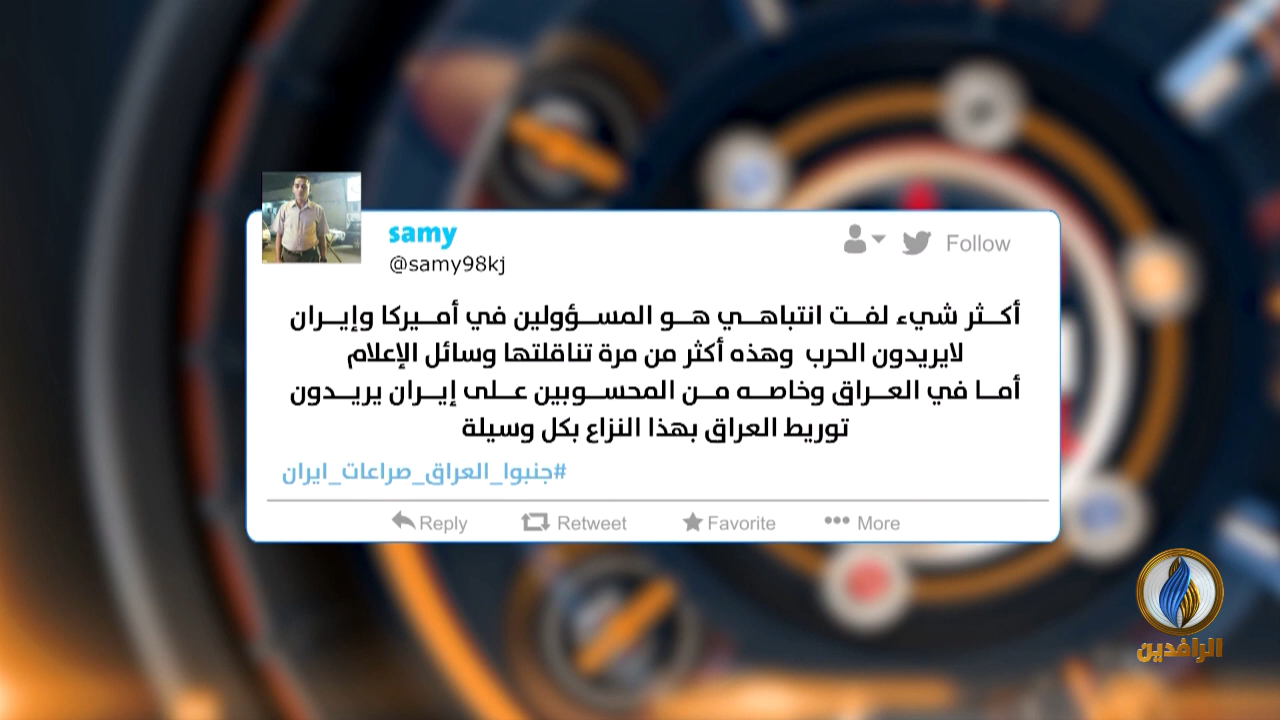 samy
@samy98kj
Follow
أكثر شيء لفت انتباهي هو المسؤولين في أميركا وإيران
لايريدون الحرب وهذه أكثر من مرة تناقلتها وسائل الإعلام
أما في العراق وخاصه من المحسوبين على إيران يريدون
توريط العراق بهذا النزاع بكل وسيلة
#جنبوا_العراق_صراعات_ايران
Reply Retweet Favorite More
الرافدين